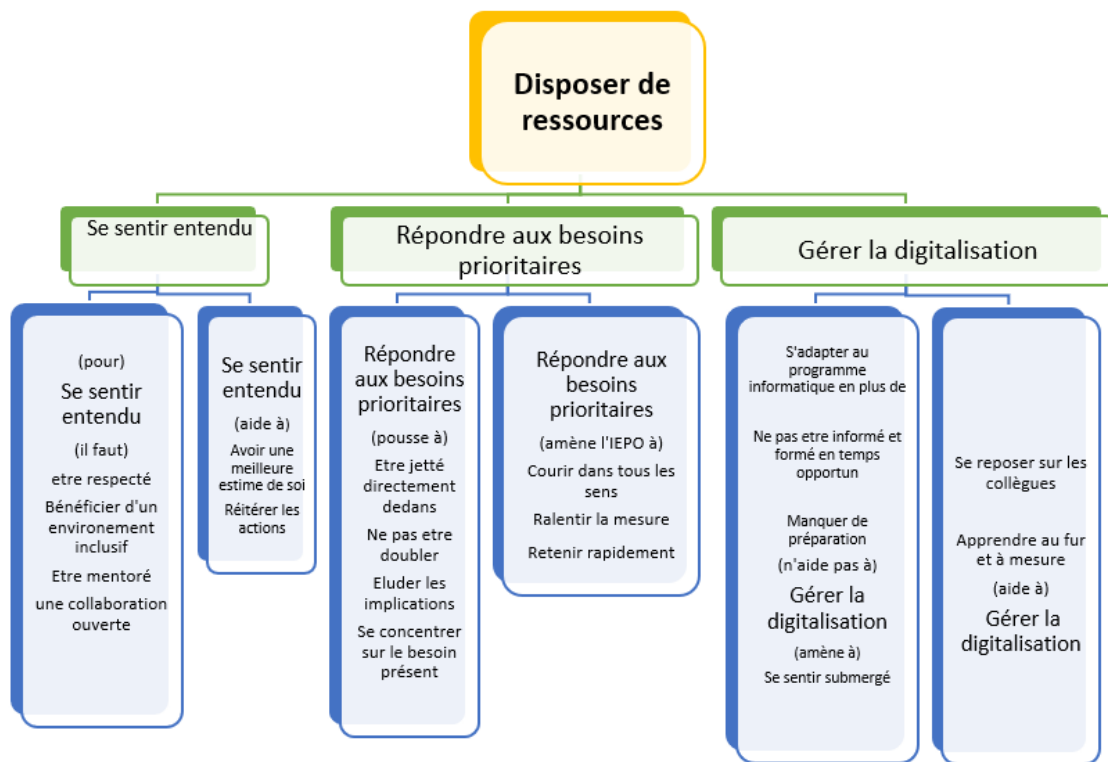 Disposer de
ressources
Se sentir entendu
Répondre aux besoins
prioritaires
Gérer la digitalisation
(pour)
Se sentir
entendu
(il faut)
etre respecté
Bénéficier d'un
environement
inclusif
Etre mentoré
une collaboration
ouverte
Se sentir
entendu
(aide à)
Avoir une
meilleure
estime de soi
Réitérer les
actions
Répondre
aux besoins
prioritaires
(pousse à)
Etre jetté
directement
dedans
Ne pas etre
doubler
Eluder les
implications
Se concentrer
sur le besoin
présent
Répondre aux
besoins
prioritaires
(amène l'IEPO à)
Courir dans tous les
sens
Ralentir la mesure
Retenir rapidement
S'adapter au
programme
informatique en plus de
Ne pas etre informé et
formé en temps
opportun
Manquer de
préparation
(n'aide pas à)
Gérer la
digitalisation
(amène à)
Se sentir submergé
Se reposer sur les
collègues
Apprendre au fur
et à mesure
(aide à)
Gérer la
digitalisation